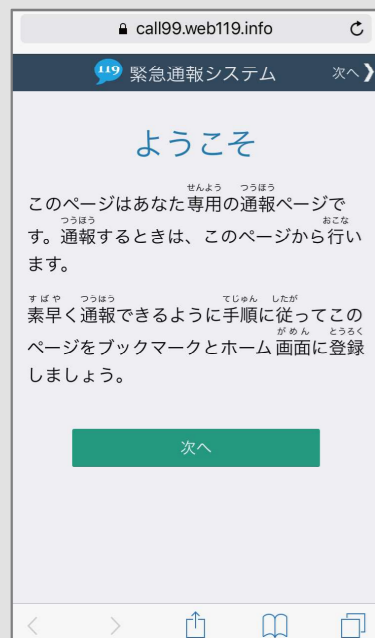 call99.web119.info
119 緊急通報システム 次へ
ようこそ
せんよう つうほう
このページはあなた専用の通報ページで
つうほう おこな
す。通報するときは、このページから行い
ます。
すばや つうほう てじゅん したが
素早く通報できるように手順に従ってこの
がめん とうろく
ページをブックマークとホーム画面に登録
しましょう。
次へ